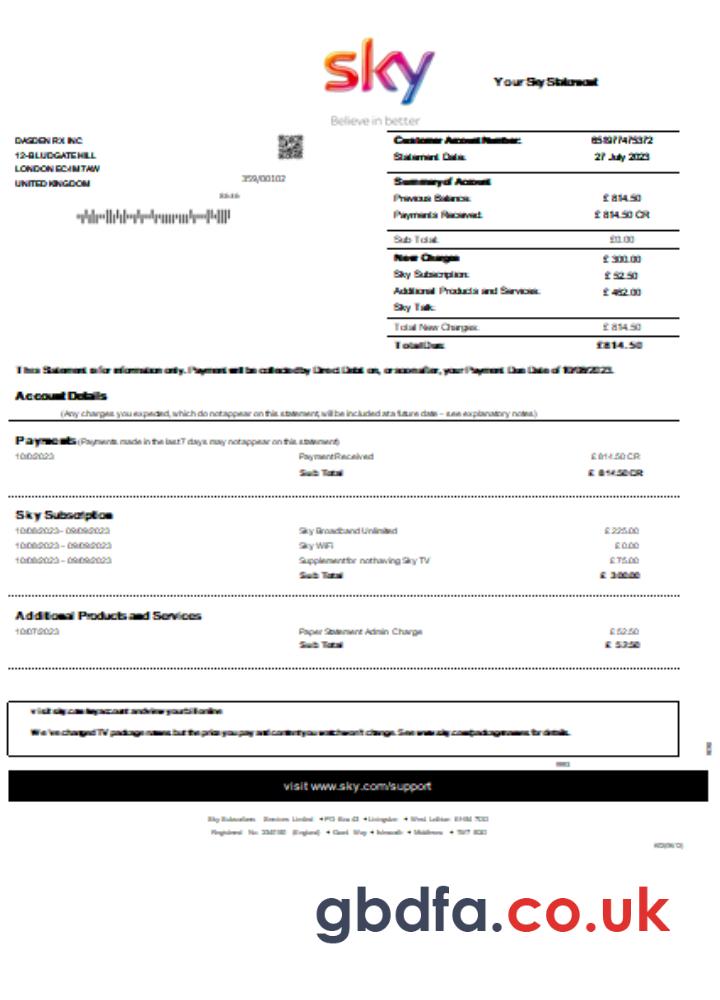 sky
Your Sky Statement
Believe in better
DASDEN RX INC
12-B LUDGATE HILL
LONDON EC4M 7AW
UNITED KINGDOM
359/00102
Customer Account Number: 651977475372
Statement Date: 27 July 2023
Summary of Account
Previous Balance: £ 814.50
Payments Received: £ 814.50 CR
Sub Total: £0.00
New Charges £ 300.00
Sky Subscription: £ 52.50
Additional Products and Services: £ 462.00
Sky Talk:
Total New Charges: £ 814.50
Total Due: £814.50
This Statement is for information only. Payment will be collected by Direct Debit on, or soon after, your Payment Due Date of 10/08/2023.
Account Details
(Any charges you expected, which do not appear on this statement, will be included at a future date – see explanatory notes)
Payments (Payments made in the last 7 days may not appear on this statement)
10/0/2023 Payment Received £ 814.50 CR
Sub Total £ 814.50 CR
Sky Subscription
10/08/2023– 09/09/2023 Sky Broadband Unlimited £ 225.00
10/08/2023 – 09/09/2023 Sky WiFi £ 0.00
10/08/2023 – 09/09/2023 Supplement for not having Sky TV £ 75.00
Sub Total £ 300.00
Additional Products and Services
10/07/2023 Paper Statement Admin Charge £ 52.50
Sub Total £ 52.50
visit sky.com/myaccount and view your bill online
We've changed TV package names, but the price you pay and content you watch won't change. See www.sky.com/packagenames for details.
visit www.sky.com/support
Sky Subscribers Services Limited • PO Box 43 • Livingston • West Lothian EH54 7DD
(England) • Grant Way • Isleworth • Middlesex • TW7 5QD
gbdfa.co.uk